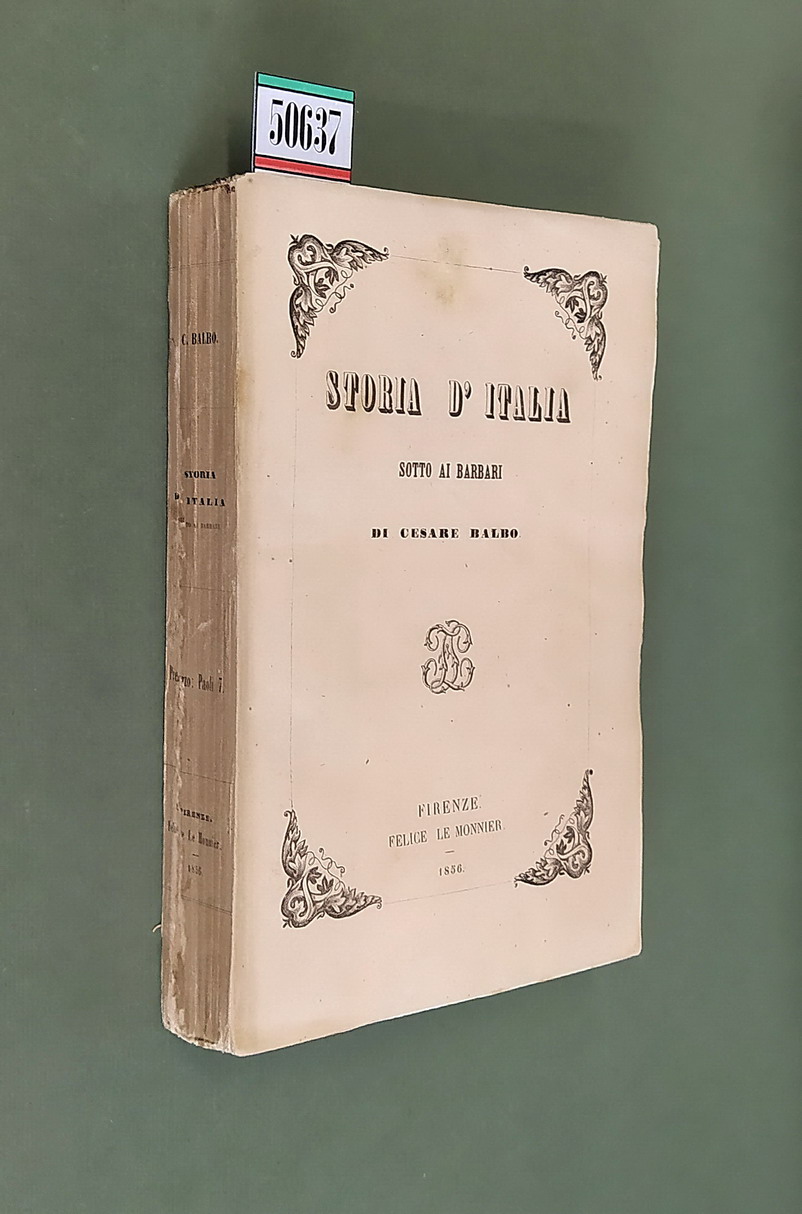 50637
STORIA D' ITALIA
SOTTO AI BARBARI
DI CESARE BALBO.
FIRENZE.
FELICE LE MONNIER.
1856.
C. BALBO.
STORIA
D' ITALIA
Paoli 7.
FIRENZE,
Felice Le Monnier.
1856